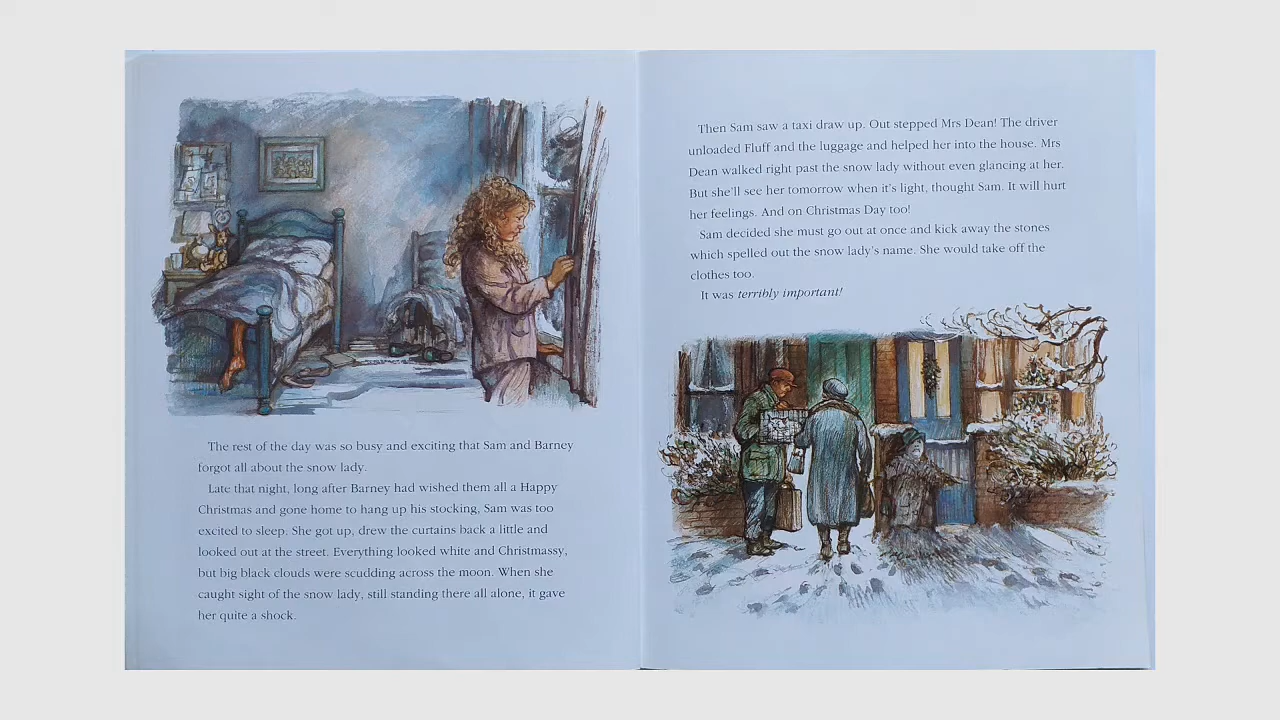 The rest of the day was so busy and exciting that Sam and Barney
forgot all about the snow lady.
Late that night, long after Barney had wished them all a Happy
Christmas and gone home to hang up his stocking, Sam was too
excited to sleep. She got up, drew the curtains back a little and
looked out at the street. Everything looked white and Christmassy,
but big black clouds were scudding across the moon. When she
caught sight of the snow lady, still standing there all alone, it gave
her quite a shock.
Then Sam saw a taxi draw up. Out stepped Mrs Dean! The driver
unloaded Fluff and the luggage and helped her into the house. Mrs
Dean walked right past the snow lady without even glancing at her.
But she'll see her tomorrow when it's light, thought Sam. It will hurt
her feelings. And on Christmas Day too!
Sam decided she must go out at once and kick away the stones
which spelled out the snow lady's name. She would take off the
clothes too.
It was terribly important!